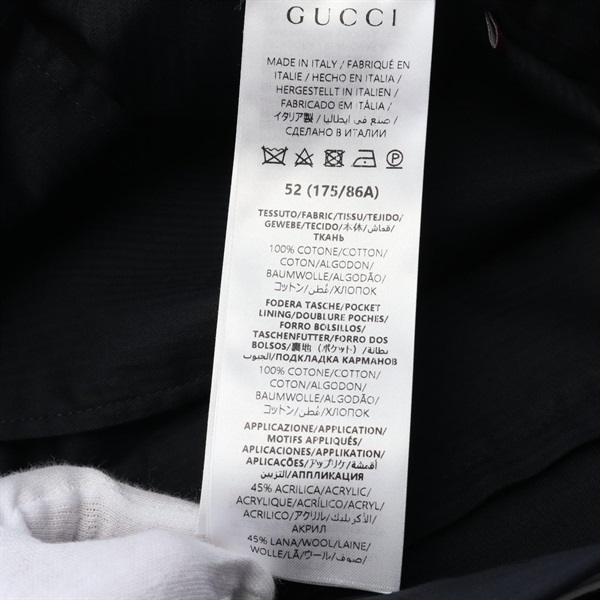 GUCCI
MADE IN ITALY / FABRIQUÉ EN
ITALIE / HECHO EN ITALIA/
HERGESTELLT IN ITALIEN/
FABRICADO EM ITÁLIA/
イタリア製 / صنع في إيطاليا /
СДЕЛАНО В ИТАЛИИ
52 (175/86A)
TESSUTO/FABRIC/TISSU/TEJIDO/
GEWEBE/TECIDO/本体/قماش/
ТКАНЬ
100% COTONE/COTTON/
COTON/ALGODON/
BAUMWOLLE/ALGODÃO/
コットン/قطن/ХЛОПОК
FODERA TASCHE/POCKET
LINING/DOUBLURE POCHES/
FORRO BOLSILLOS/
TASCHENFUTTER/FORRO DOS
BOLSOS/裏地 (ポケット) /بطانة
الجيوب/ПОДКЛАДКА КАРМАНОВ
100% COTONE/COTTON/
COTON/ALGODON/
BAUMWOLLE/ALGODÃO/
コットン/قطن/ХЛОПОК
APPLICAZIONE/APPLICATION/
MOTIFS APPLIQUÉS/
APLICACIONES/APPLIKATION/
APLICAÇÕES/アップリケ/أقمشة
التزيين/АППЛИКАЦИЯ
45% ACRILICA/ACRYLIC/
ACRYLIQUE/ACRÍLICO/ACRYL/
ACRILICO/アクリル/الأكريليك/
АКРИЛ
45% LANA/WOOL/LAINE/
WOLLE/LÃ/ウール/صوف/